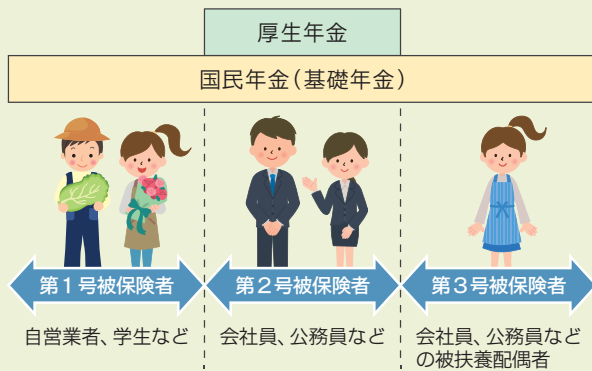 厚生年金
国民年金(基礎年金)
第1号被保険者
第2号被保険者
第3号被保険者
自営業者、学生など
会社員、公務員など
会社員、公務員など
の被扶養配偶者